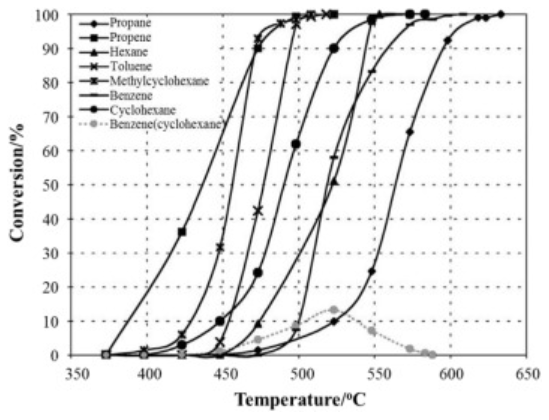 100
90
80
70
60
50
40
30
20
10
0
Conversion/%
Propane
Propene
Hexane
Toluene
Methylcyclohexane
Benzene
Cyclohexane
Benzene(cyclohexane)
350 400 450 500 550 600 650
Temperature/°C